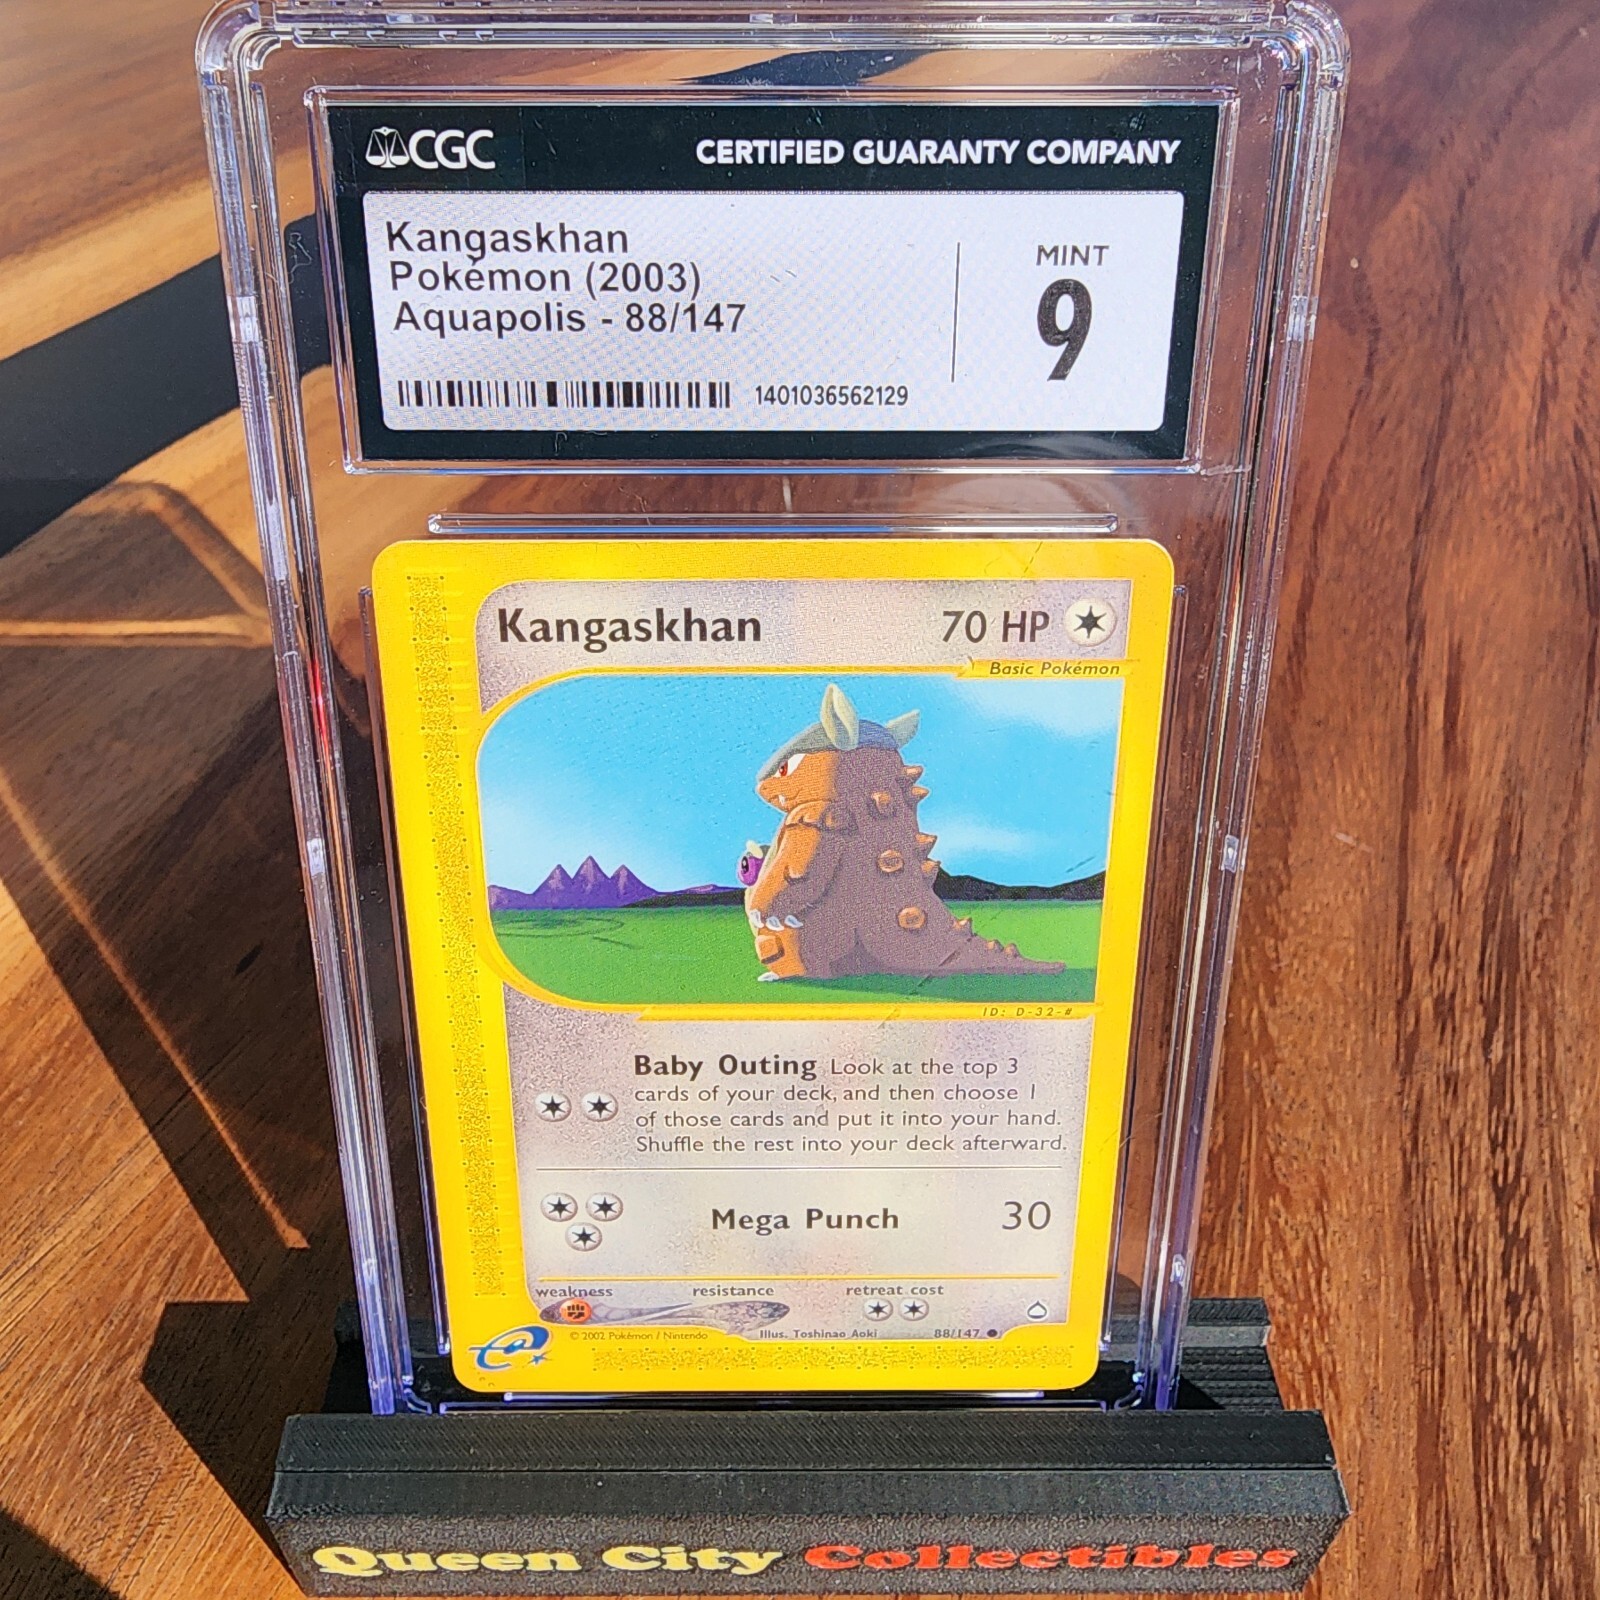 CGC CERTIFIED GUARANTY COMPANY
Kangaskhan
Pokémon (2003)
Aquapolis - 88/147
MINT
9
1401036562129
Kangaskhan 70 HP
Basic Pokémon
ID: D-32-#
Baby Outing Look at the top 3
cards of your deck, and then choose 1
of those cards and put it into your hand.
Shuffle the rest into your deck afterward.
Mega Punch 30
weakness resistance retreat cost
© 2002 Pokémon / Nintendo Illus. Toshinao Aoki 88/147
e
Queen City Collectibles